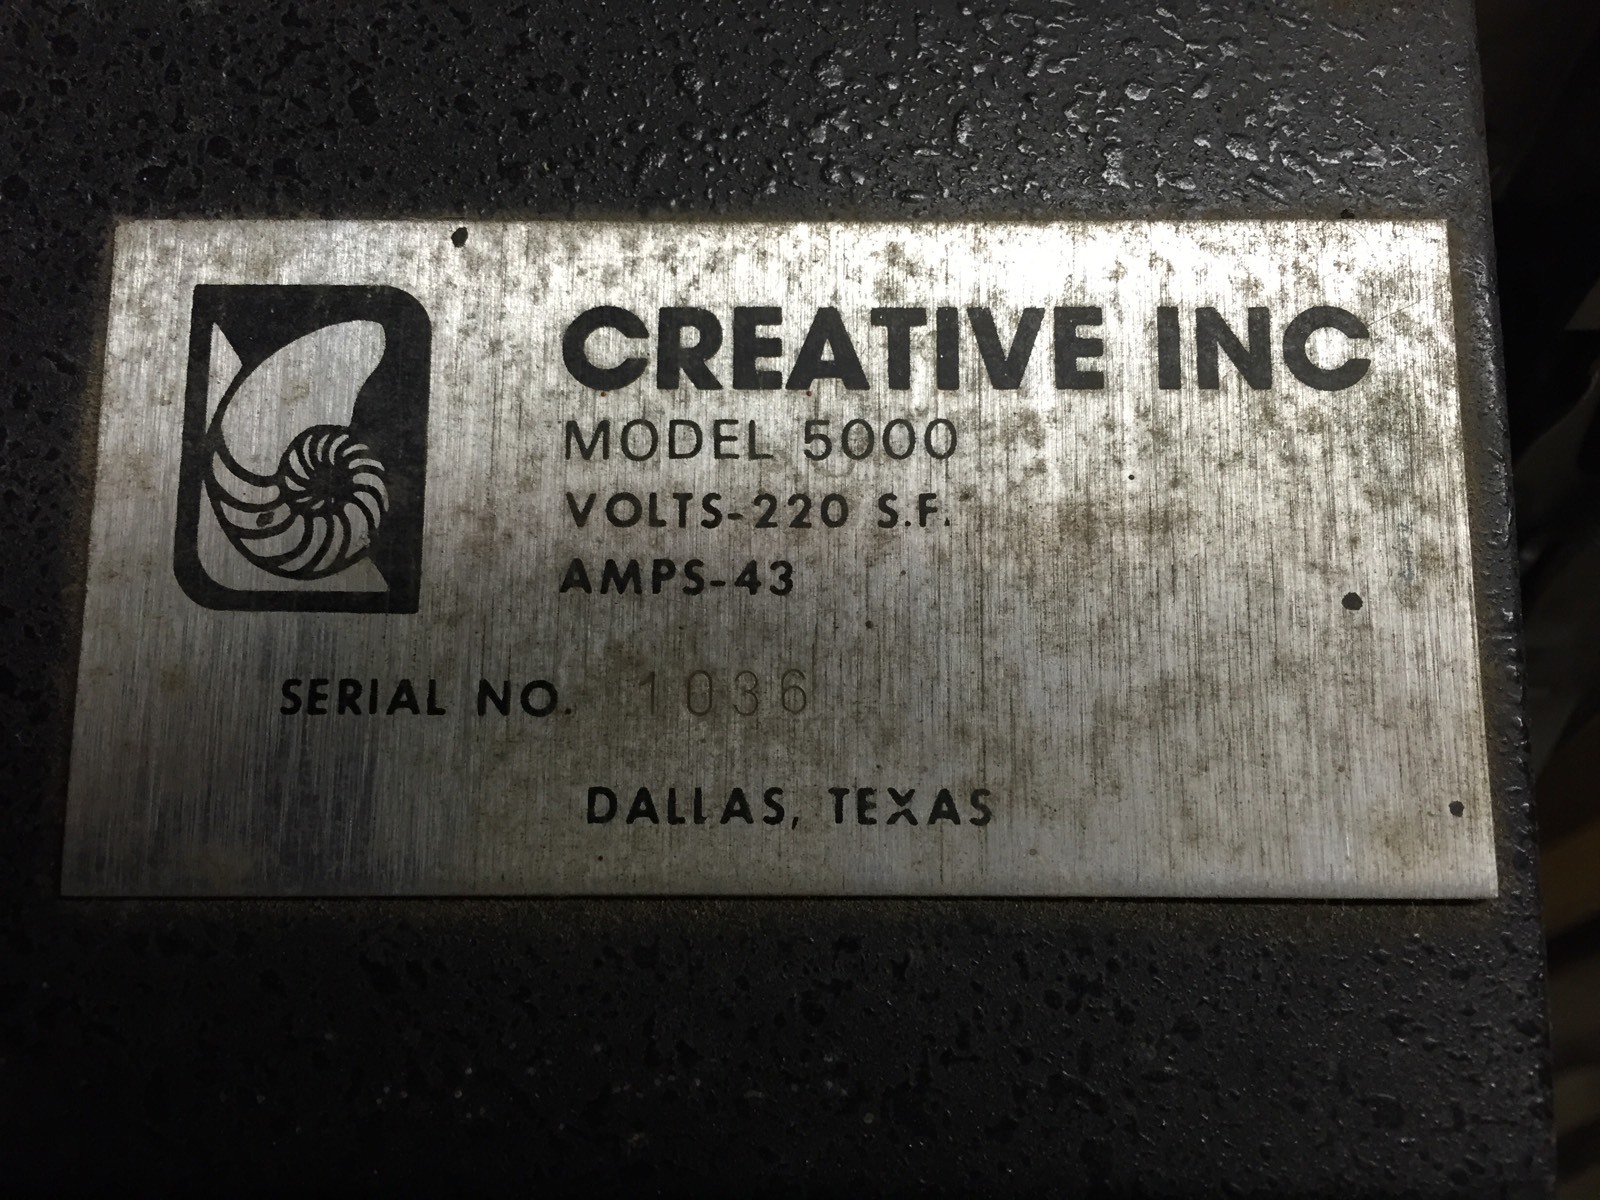 CREATIVE INC
MODEL 5000
VOLTS-220 S.F.
AMPS-43
SERIAL NO. 1036
DALLAS, TEXAS